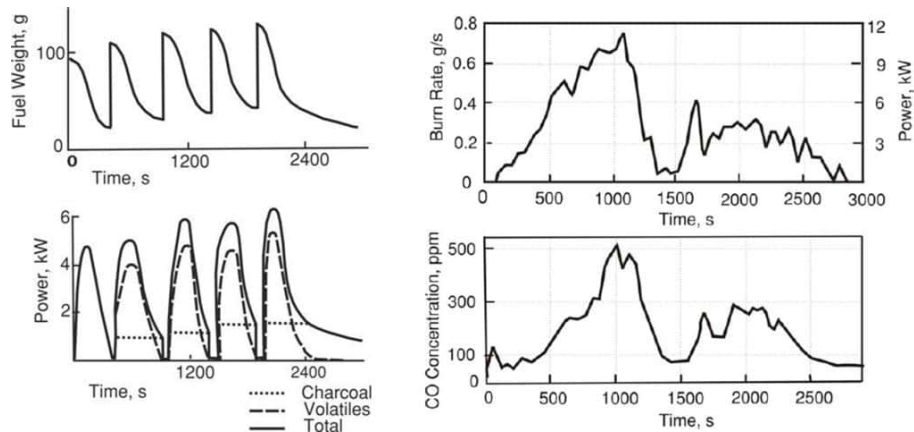 Fuel Weight, g
100
0
0
1200
2400
Time, s
Power, kW
6
4
2
1200
2400
Time, s
Charcoal
Volatiles
Total
Burn Rate, g/s
0.8
0.6
0.4
0.2
0
Power, kW
12
9
6
3
0 500 1000 1500 2000 2500 3000
Time, s
CO Concentration, ppm
500
300
100
0
0 500 1000 1500 2000 2500
Time, s